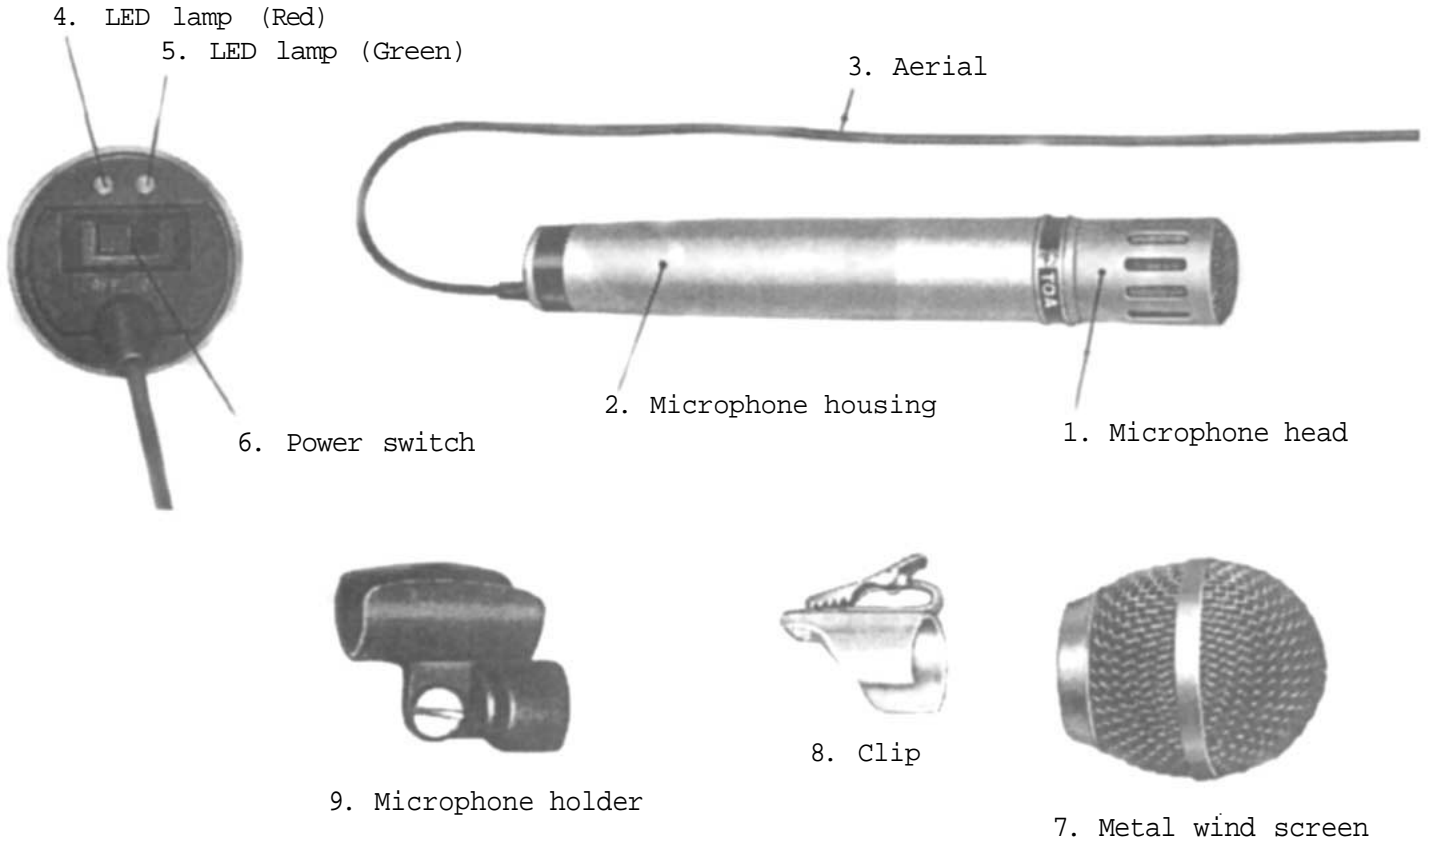 4. LED lamp (Red)
5. LED lamp (Green)
3. Aerial
TOA
2. Microphone housing
1. Microphone head
6. Power switch
8. Clip
9. Microphone holder
7. Metal wind screen